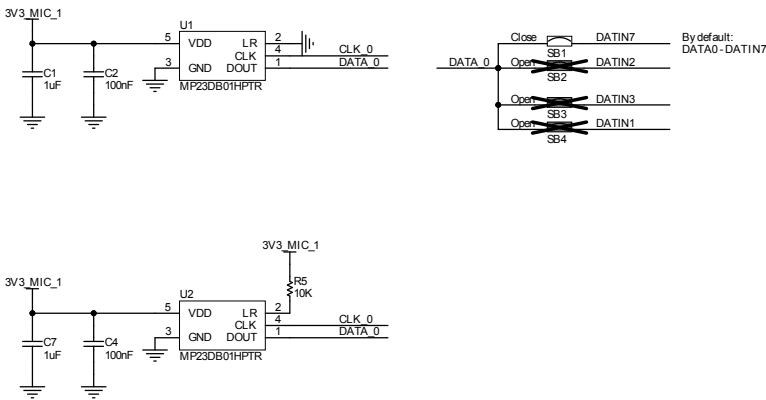 3V3_MIC_1
U1
5 VDD LR 2
CLK 4 CLK_0
3 GND DOUT 1 DATA_0
MP23DB01HPTR
C1
1uF
C2
100nF
DATA_0
Close DATIN7
SB1
Open DATIN2
SB2
Open DATIN3
SB3
Open DATIN1
SB4
By default:
DATA0 - DATIN7
3V3_MIC_1
R5
10K
3V3_MIC_1
U2
5 VDD LR 2
CLK 4 CLK_0
3 GND DOUT 1 DATA_0
MP23DB01HPTR
C7
1uF
C4
100nF